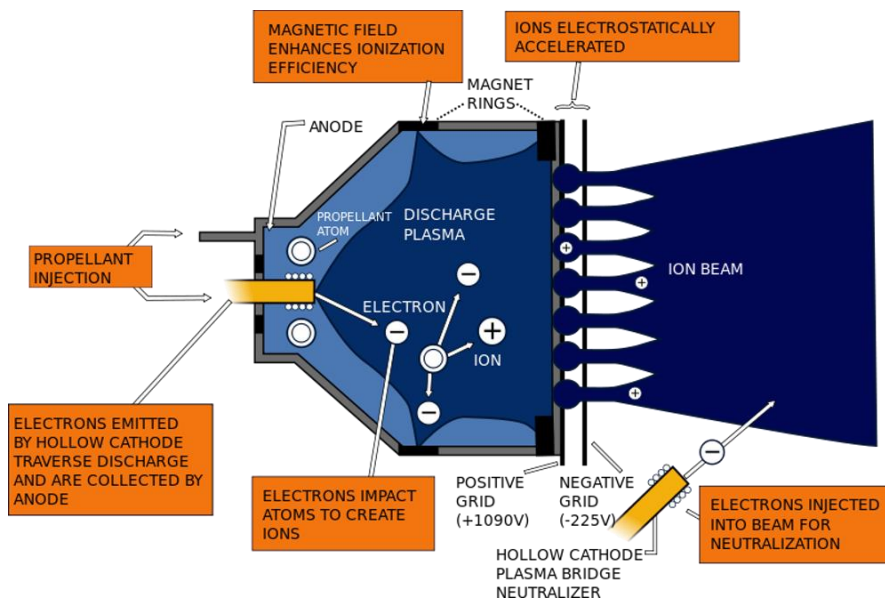 MAGNETIC FIELD
ENHANCES IONIZATION
EFFICIENCY
IONS ELECTROSTATICALLY
ACCELERATED
MAGNET
RINGS
ANODE
PROPELLANT
ATOM
DISCHARGE
PLASMA
PROPELLANT
INJECTION
ION BEAM
ELECTRON
ION
ELECTRONS EMITTED
BY HOLLOW CATHODE
TRAVERSE DISCHARGE
AND ARE COLLECTED BY
ANODE
ELECTRONS IMPACT
ATOMS TO CREATE
IONS
POSITIVE
GRID
(+1090V)
NEGATIVE
GRID
(-225V)
ELECTRONS INJECTED
INTO BEAM FOR
NEUTRALIZATION
HOLLOW CATHODE
PLASMA BRIDGE
NEUTRALIZER